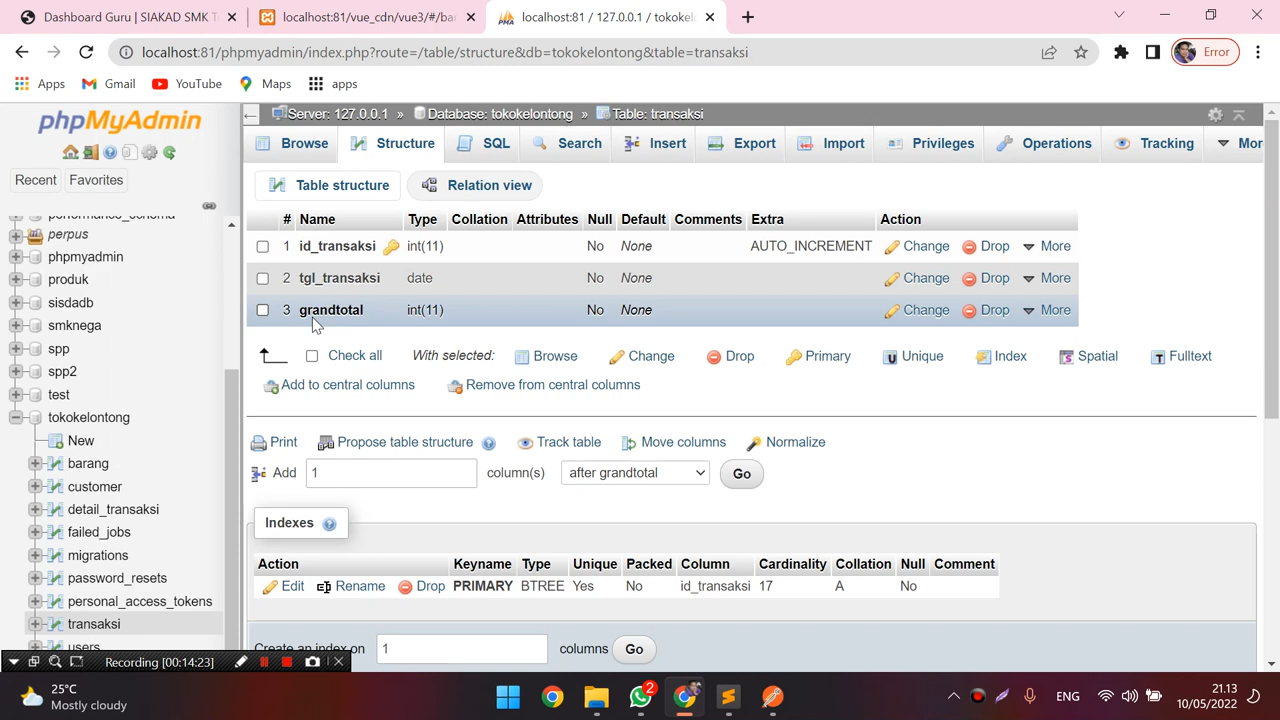 Dashboard Guru | SIAKAD SMK T
localhost:81/vue_cdn/vue3/#/ba
localhost:81 / 127.0.0.1 / tokokel
localhost:81/phpmyadmin/index.php?route=/table/structure&db=tokokelontong&table=transaksi
Error
Apps
Gmail
YouTube
Maps
apps
phpMyAdmin
Recent
Favorites
performance_schema
perpus
phpmyadmin
produk
sisdadb
smknega
spp
spp2
test
tokokelontong
New
barang
customer
detail_transaksi
failed_jobs
migrations
password_resets
personal_access_tokens
transaksi
users
Server: 127.0.0.1 » Database: tokokelontong » Table: transaksi
Browse Structure SQL Search Insert Export Import Privileges Operations Tracking Mor
Table structure Relation view
# Name Type Collation Attributes Null Default Comments Extra Action
1 id_transaksi int(11) No None AUTO_INCREMENT Change Drop More
2 tgl_transaksi date No None Change Drop More
3 grandtotal int(11) No None Change Drop More
Check all With selected: Browse Change Drop Primary Unique Index Spatial Fulltext
Add to central columns Remove from central columns
Print Propose table structure Track table Move columns Normalize
Add 1 column(s) after grandtotal Go
Indexes
Action Keyname Type Unique Packed Column Cardinality Collation Null Comment
Edit Rename Drop PRIMARY BTREE Yes No id_transaksi 17 A No
Create an index on 1 columns Go
Recording [00:14:23]
25°C
Mostly cloudy
2
ENG
21.13
10/05/2022